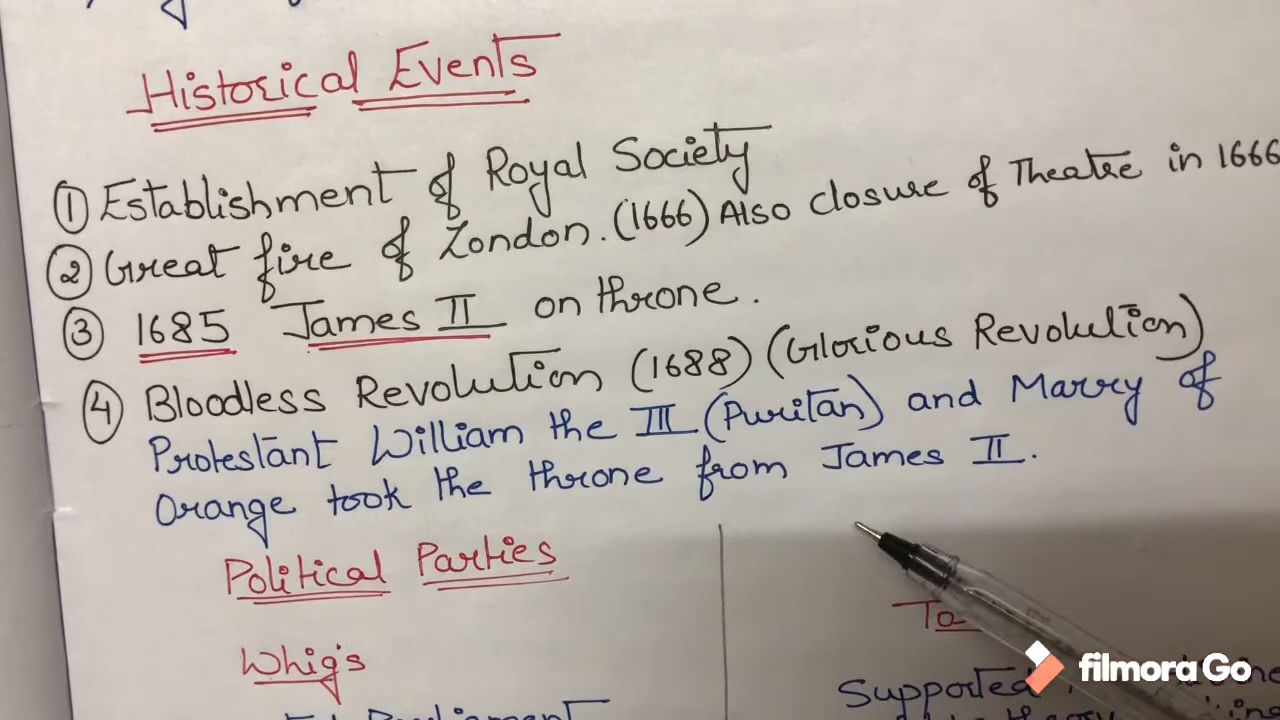 Historical Events
① Establishment of Royal Society
② Great fire of London. (1666) Also closure of Theatre in 1666
③ 1685 James II on throne.
④ Bloodless Revolution (1688) (Glorious Revolution)
Protestant William the III (Puritan) and Marry of
Orange took the throne from James II.
Political Parties
Whig's
Supported
filmora Go